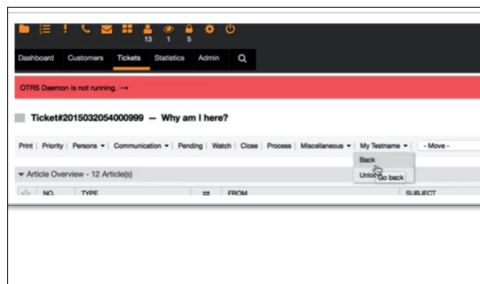 13 1 5
Dashboard Customers Tickets Statistics Admin
OTRS Daemon is not running. →
Ticket#2015032054000999 — Why am I here?
Print Priority Persons Communication Pending Watch Close Process Miscellaneous My Testname - Move -
Back
Go back
Article Overview - 12 Article(s)
NO. TYPE FROM SUBJECT